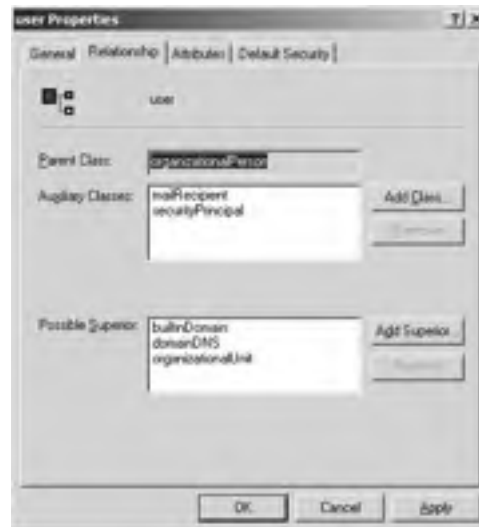 user Properties
General Relationship Attributes Default Security
user
Parent Class: organizationalPerson
Auxiliary Classes: mailRecipient Add Class...
securityPrincipal Remove
Possible Superior: builtinDomain Add Superior...
domainDNS Remove
organizationalUnit
OK Cancel Apply